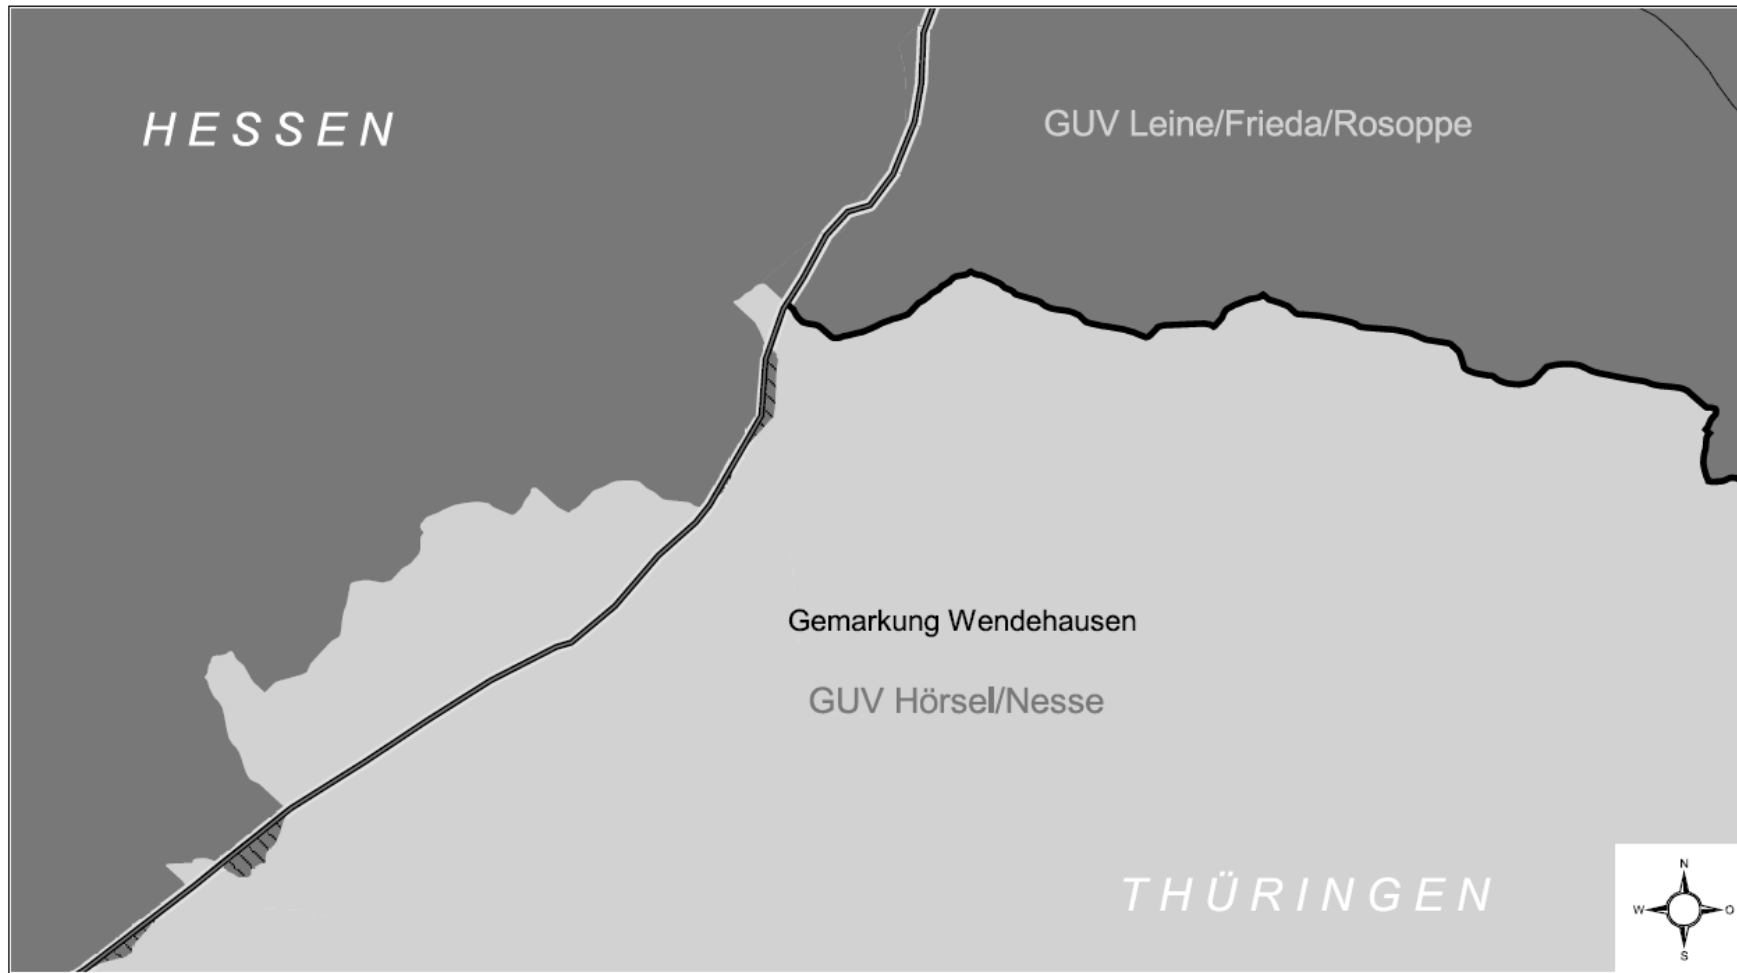 HESSEN
GUV Leine/Frieda/Rosoppe
Gemarkung Wendehausen
GUV Hörsel/Nesse
THÜRINGEN
N
W O
S